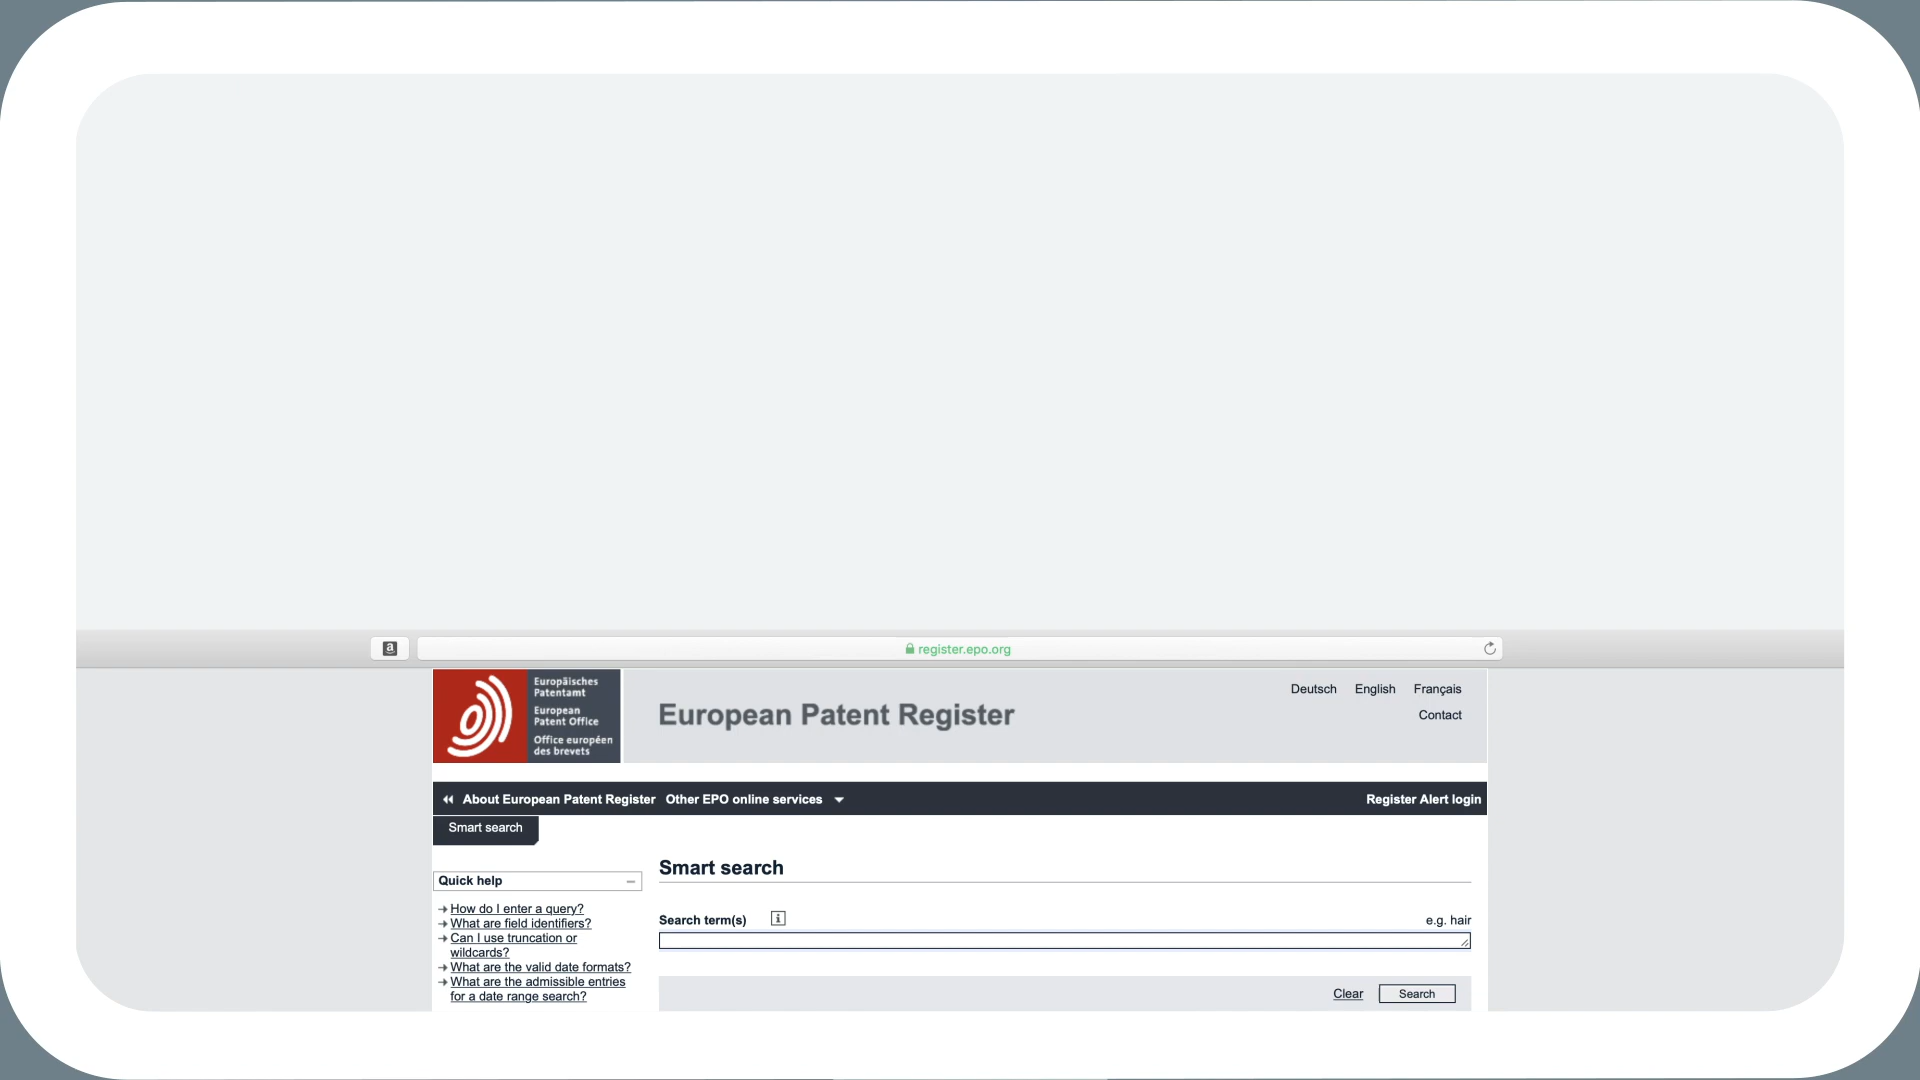 a
register.epo.org
Europäisches
Patentamt
European
Patent Office
Office européen
des brevets
European Patent Register
Deutsch English Français
Contact
About European Patent Register Other EPO online services
Register Alert login
Smart search
Quick help
How do I enter a query?
What are field identifiers?
Can I use truncation or
wildcards?
What are the valid date formats?
What are the admissible entries
for a date range search?
Smart search
Search term(s) i e.g. hair
Clear Search